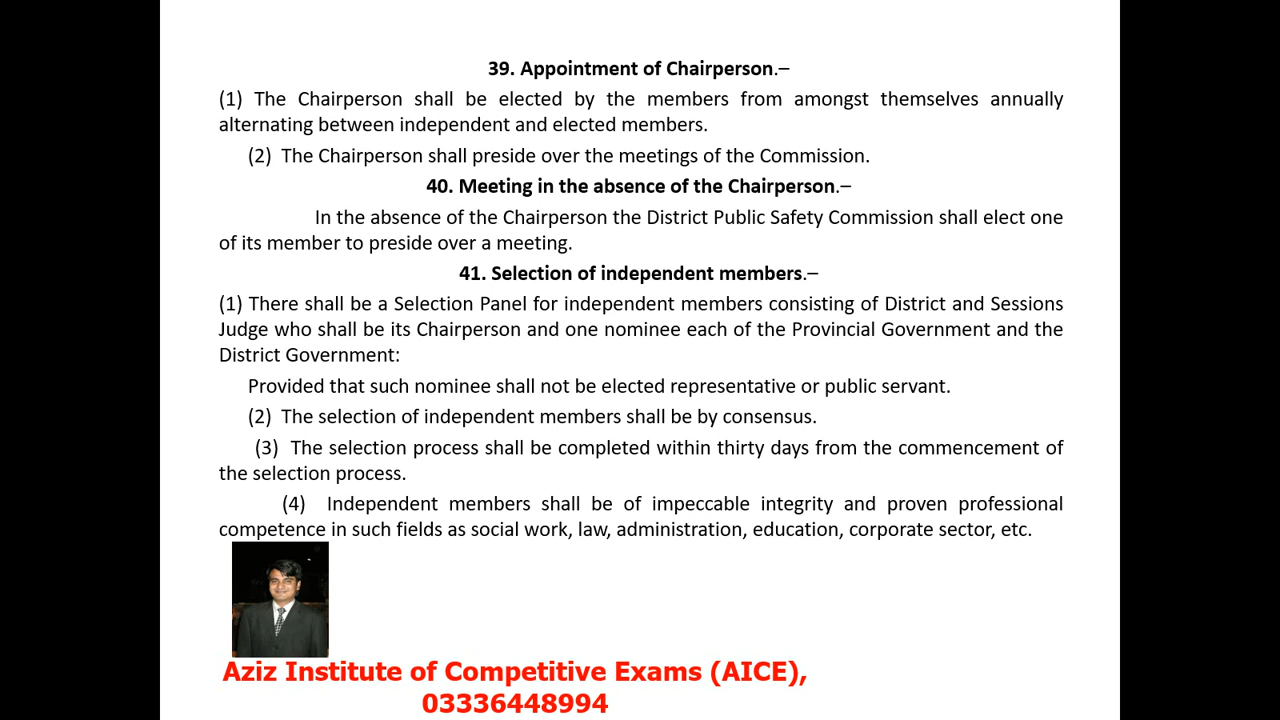 39. Appointment of Chairperson.–
(1) The Chairperson shall be elected by the members from amongst themselves annually
alternating between independent and elected members.
(2) The Chairperson shall preside over the meetings of the Commission.
40. Meeting in the absence of the Chairperson.–
In the absence of the Chairperson the District Public Safety Commission shall elect one
of its member to preside over a meeting.
41. Selection of independent members.–
(1) There shall be a Selection Panel for independent members consisting of District and Sessions
Judge who shall be its Chairperson and one nominee each of the Provincial Government and the
District Government:
Provided that such nominee shall not be elected representative or public servant.
(2) The selection of independent members shall be by consensus.
(3) The selection process shall be completed within thirty days from the commencement of
the selection process.
(4) Independent members shall be of impeccable integrity and proven professional
competence in such fields as social work, law, administration, education, corporate sector, etc.
Aziz Institute of Competitive Exams (AICE),
03336448994